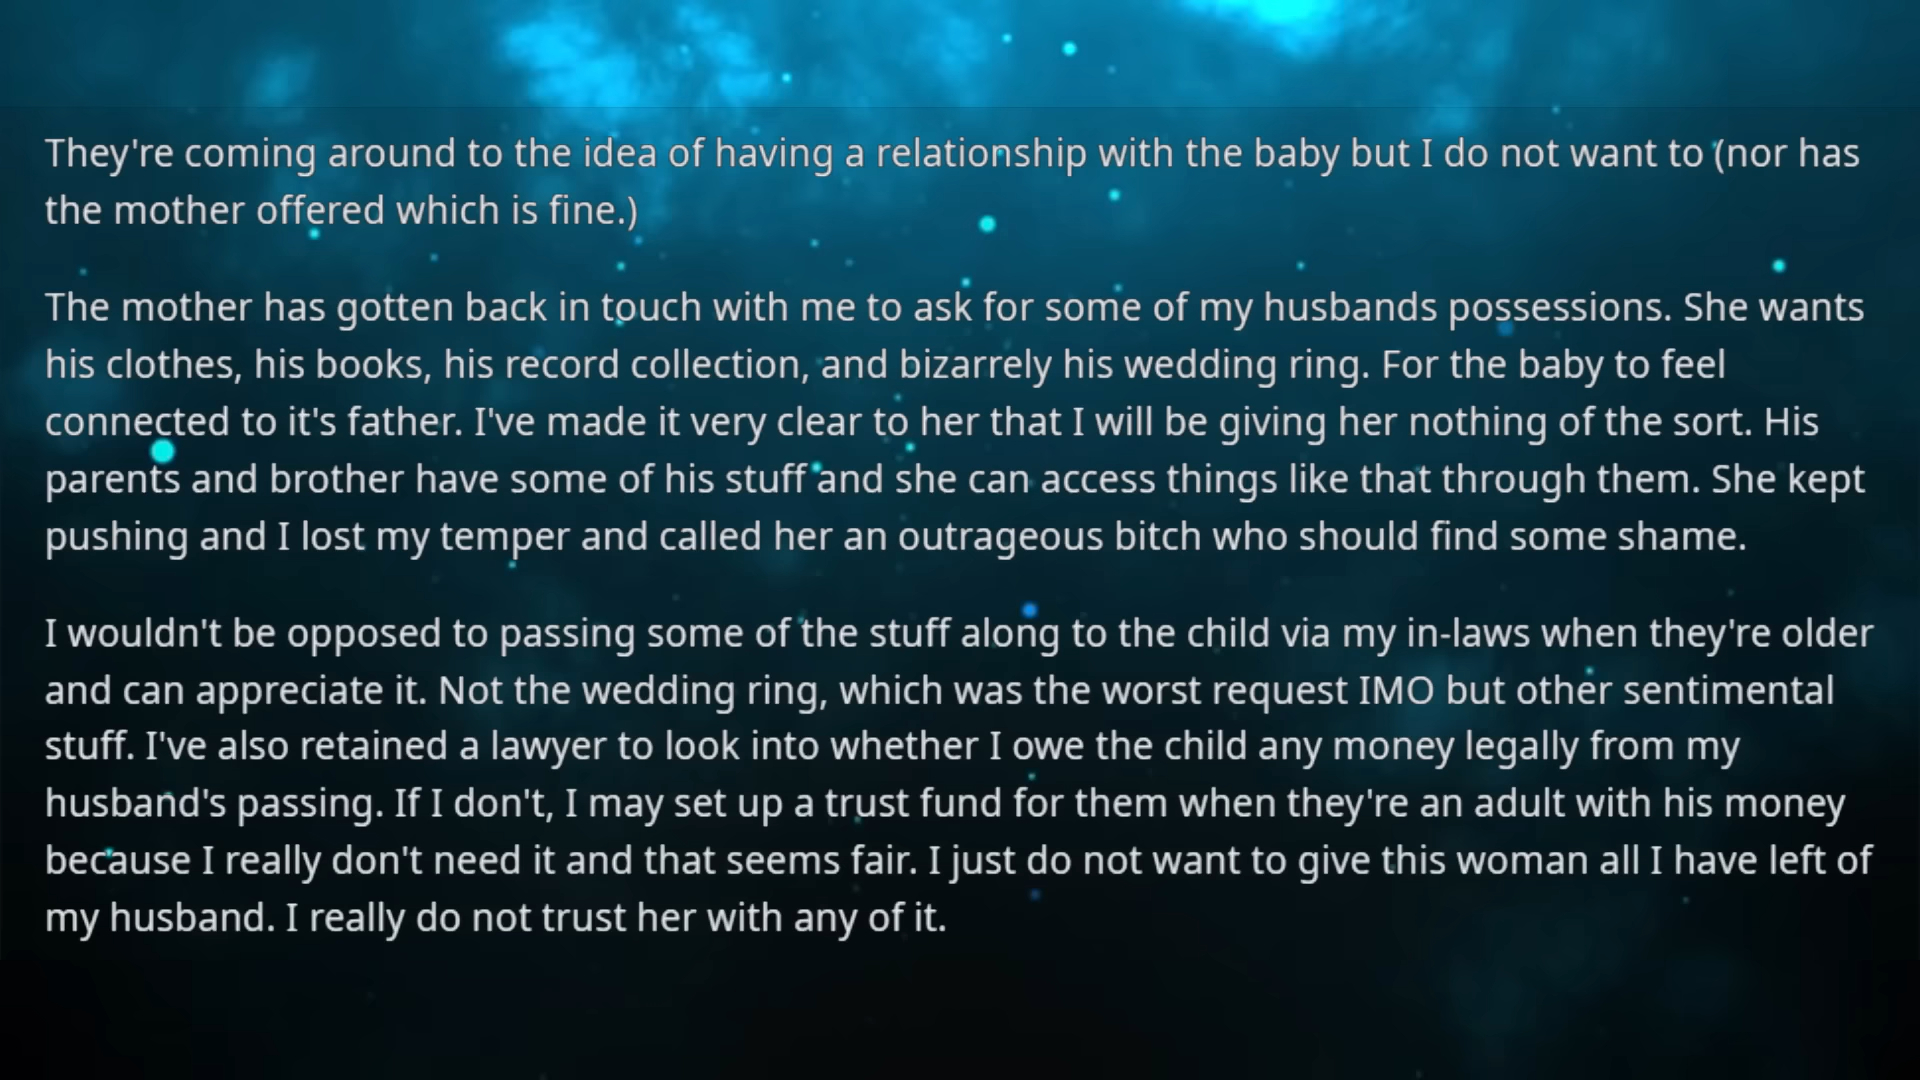 They're coming around to the idea of having a relationship with the baby but I do not want to (nor has
the mother offered which is fine.)
The mother has gotten back in touch with me to ask for some of my husbands possessions. She wants
his clothes, his books, his record collection, and bizarrely his wedding ring. For the baby to feel
connected to it's father. I've made it very clear to her that I will be giving her nothing of the sort. His
parents and brother have some of his stuff and she can access things like that through them. She kept
pushing and I lost my temper and called her an outrageous bitch who should find some shame.
I wouldn't be opposed to passing some of the stuff along to the child via my in-laws when they're older
and can appreciate it. Not the wedding ring, which was the worst request IMO but other sentimental
stuff. I've also retained a lawyer to look into whether I owe the child any money legally from my
husband's passing. If I don't, I may set up a trust fund for them when they're an adult with his money
because I really don't need it and that seems fair. I just do not want to give this woman all I have left of
my husband. I really do not trust her with any of it.